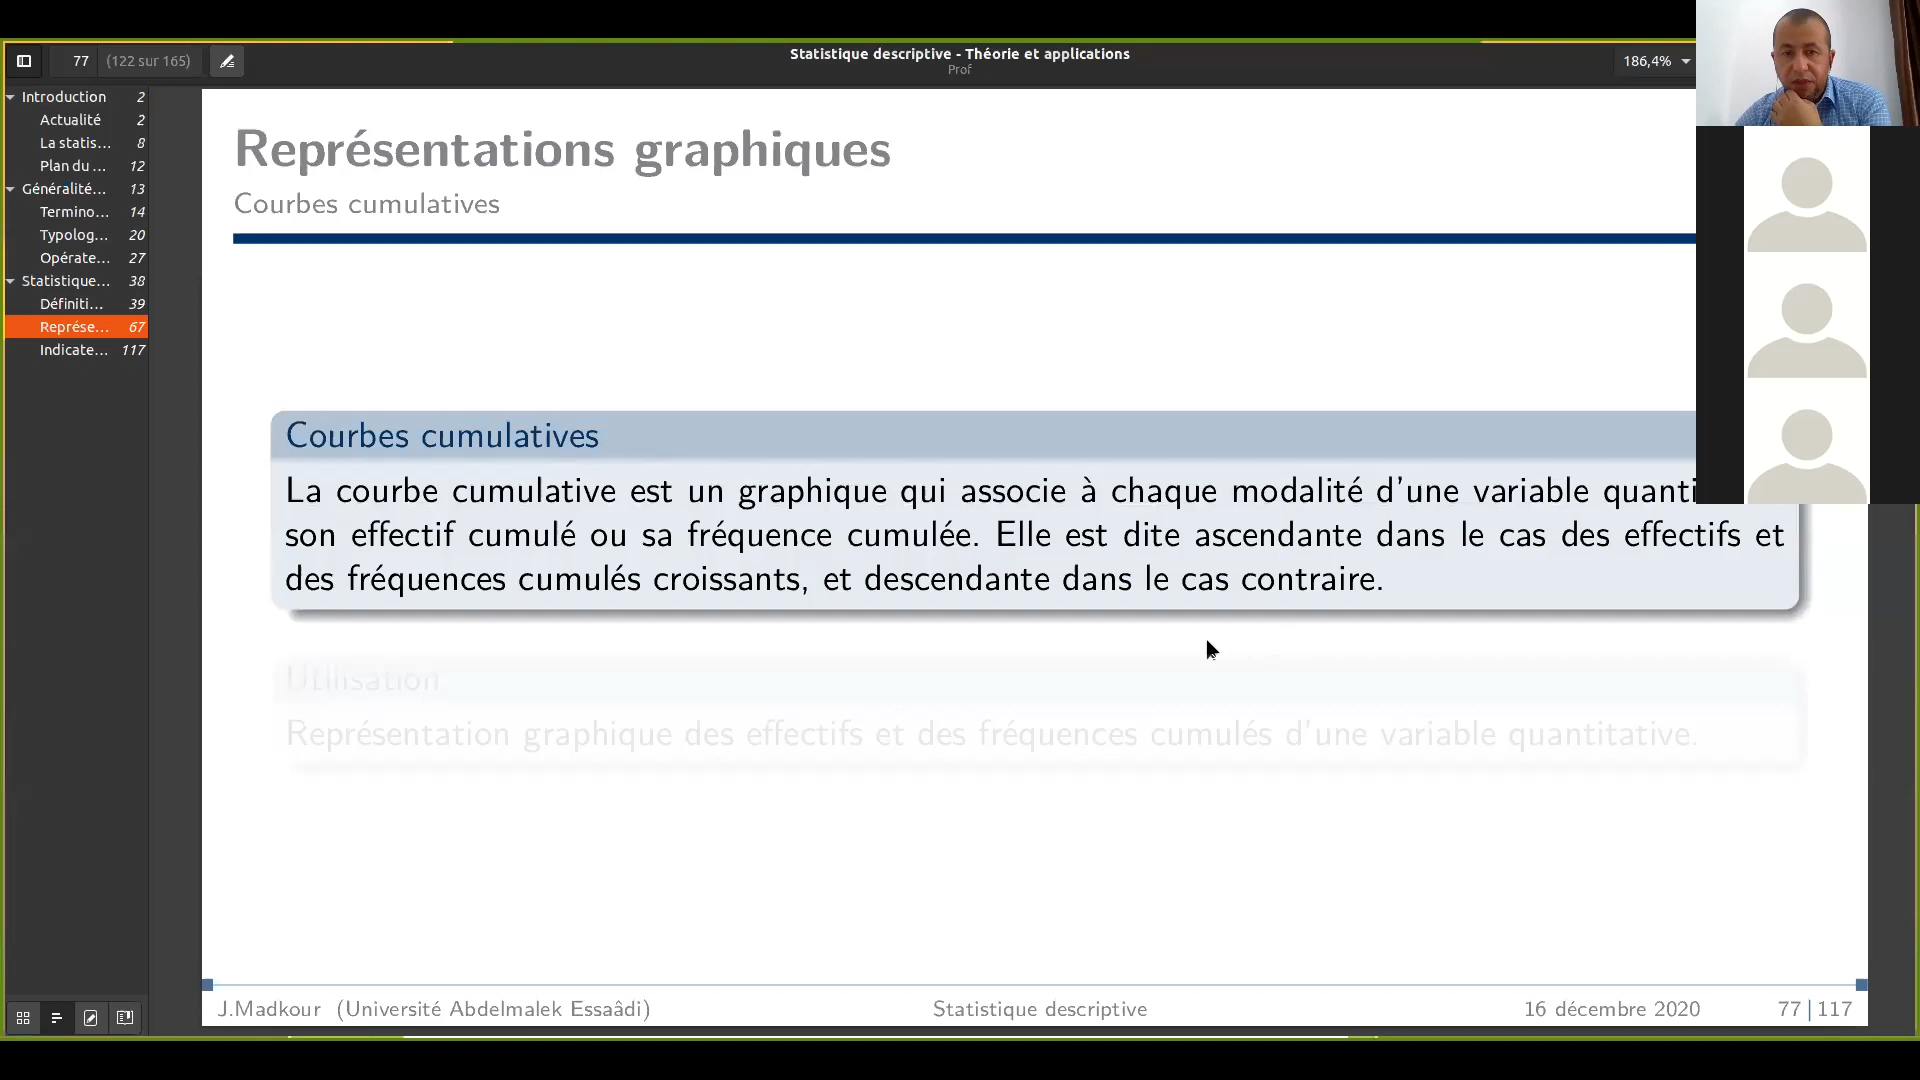 Statistique descriptive - Théorie et applications
Prof
77 (122 sur 165)
186,4%
Introduction 2
Actualité 2
La statis... 8
Plan du ... 12
Généralité... 13
Termino... 14
Typolog... 20
Opérate... 27
Statistique... 38
Définiti... 39
Représe... 67
Indicate... 117
Représentations graphiques
Courbes cumulatives
Courbes cumulatives
La courbe cumulative est un graphique qui associe à chaque modalité d'une variable quanti
son effectif cumulé ou sa fréquence cumulée. Elle est dite ascendante dans le cas des effectifs et
des fréquences cumulés croissants, et descendante dans le cas contraire.
Utilisation
Représentation graphique des effectifs et des fréquences cumulés d'une variable quantitative.
J.Madkour (Université Abdelmalek Essaâdi) Statistique descriptive 16 décembre 2020 77 | 117